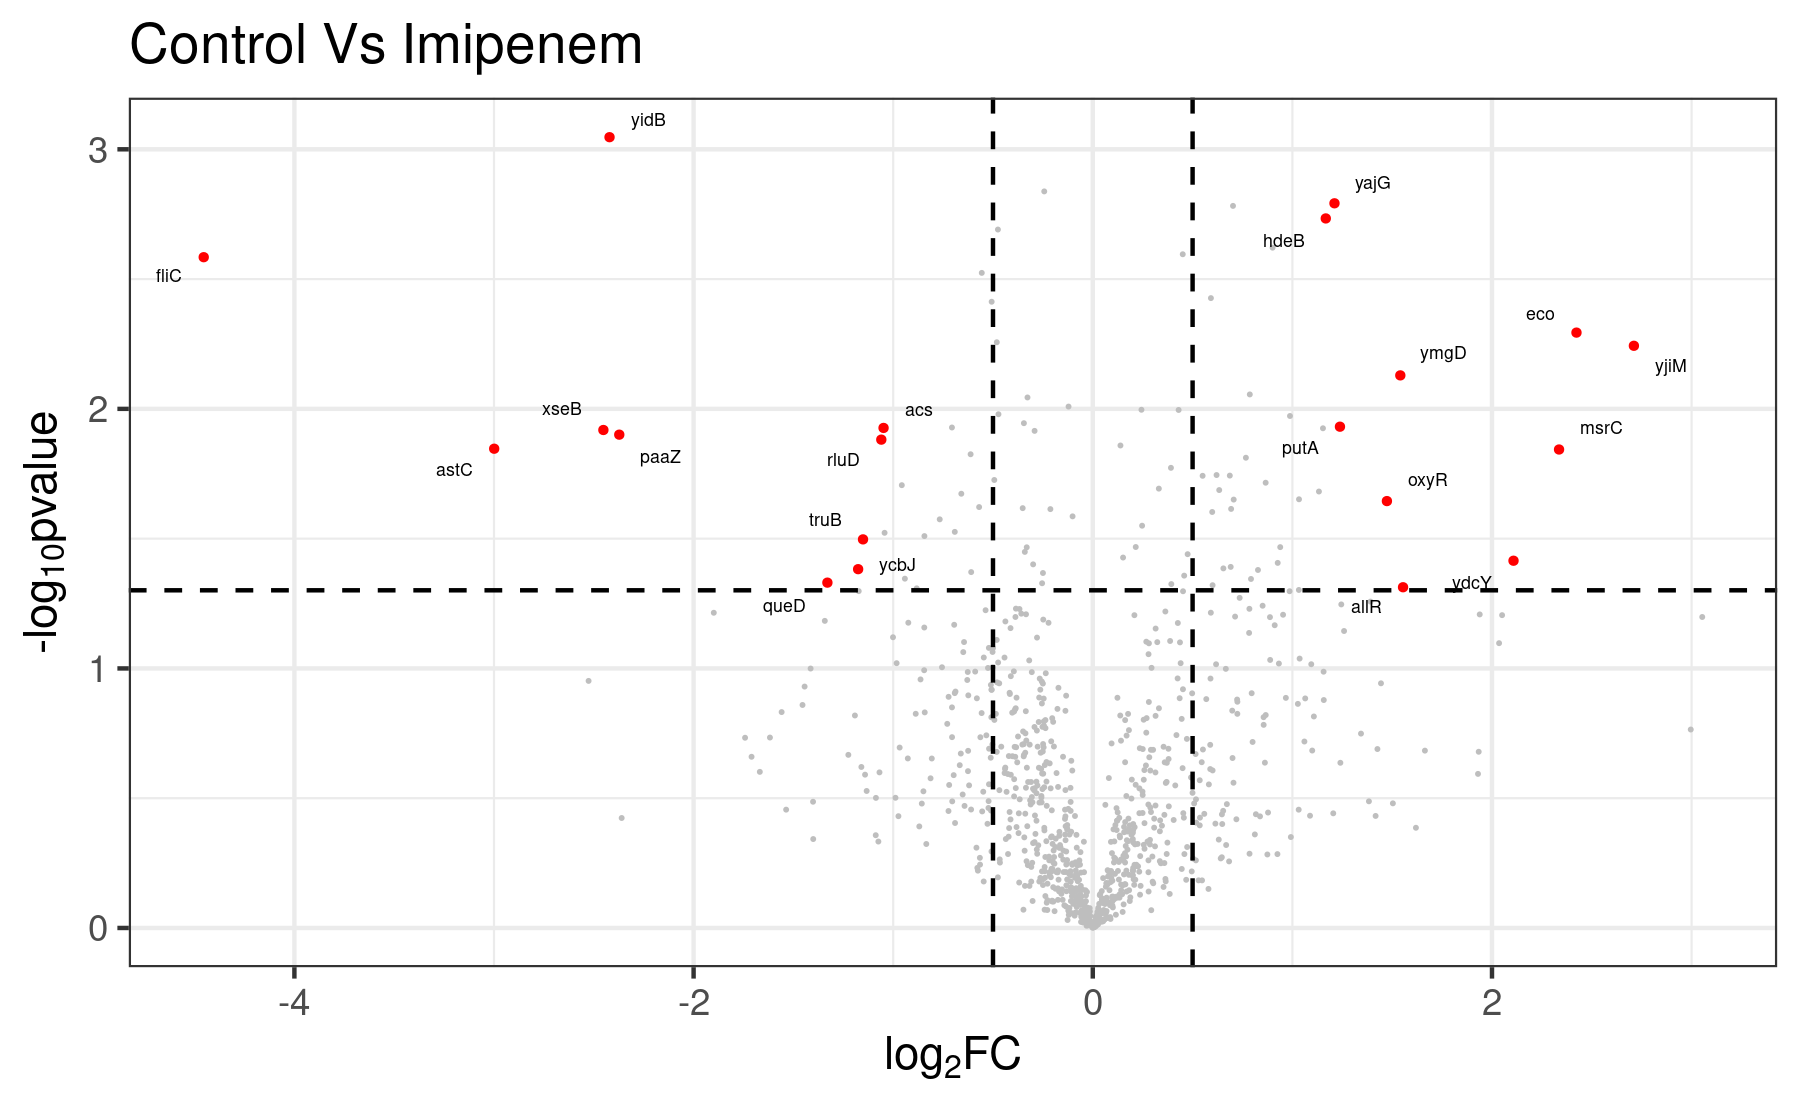 Control Vs Imipenem
yidB
yajG
hdeB
fliC
eco
yjiM
ymgD
xseB
acs
msrC
putA
paaZ
rluD
astC
oxyR
truB
ycbJ
ydcY
queD
allR
3
2
1
0
-log10pvalue
-4
-2
0
2
log2FC